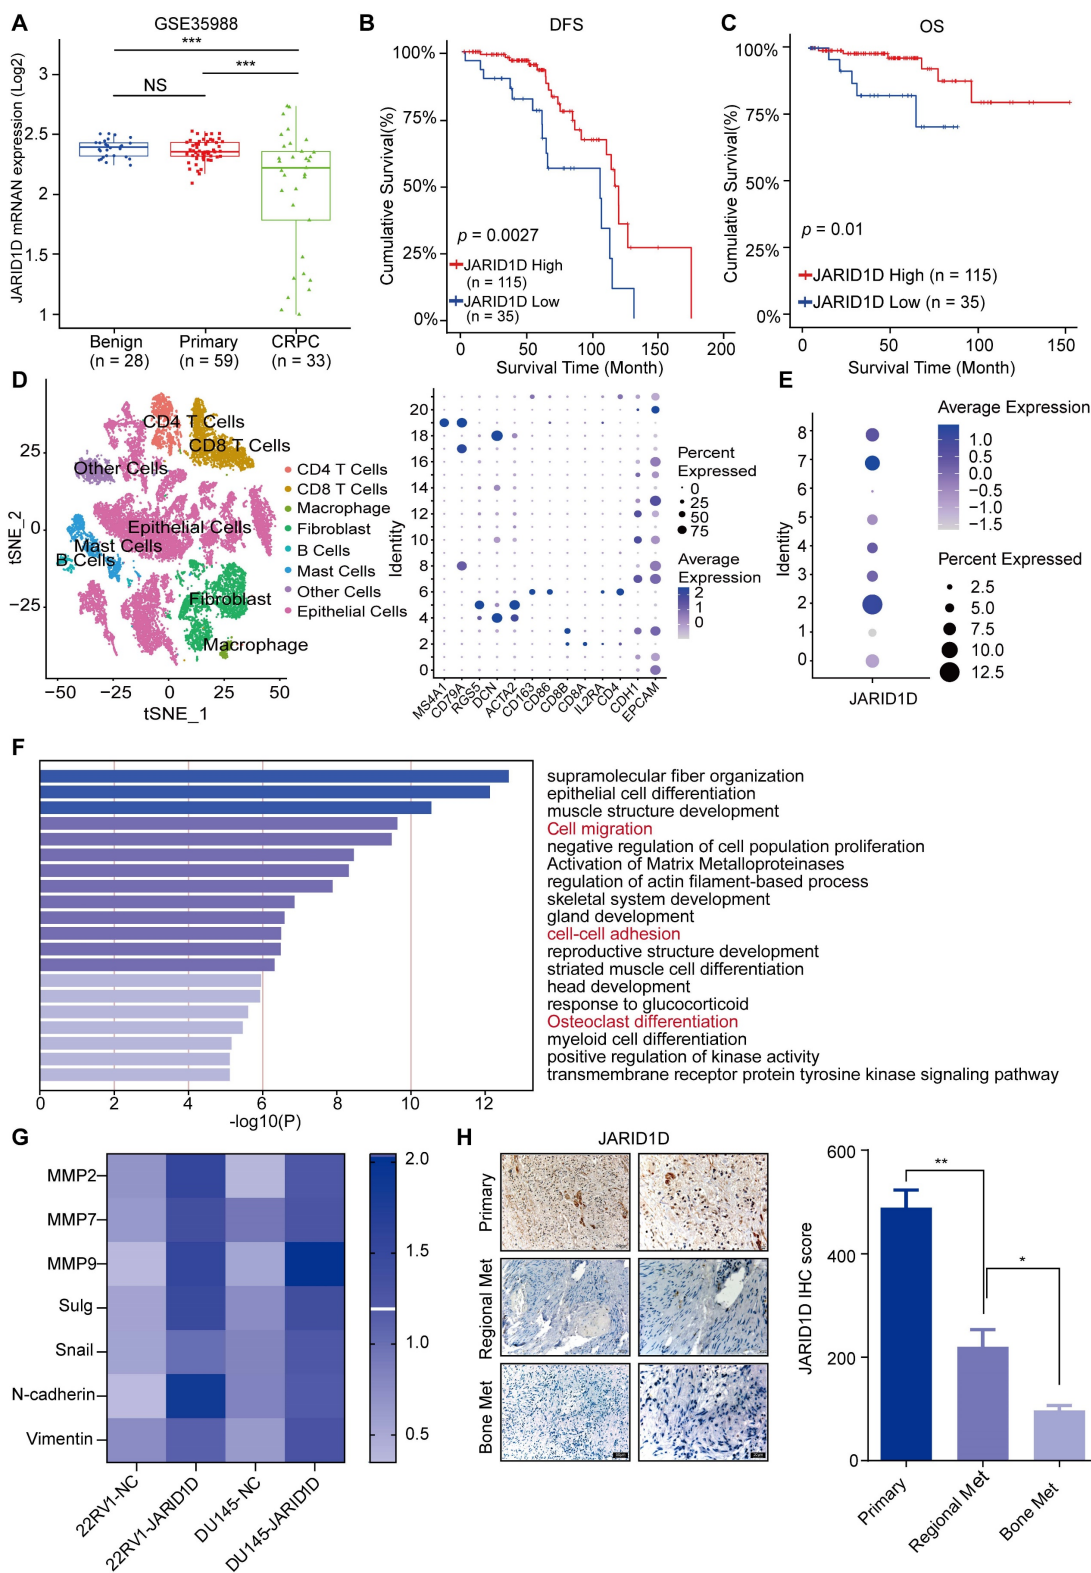 A
GSE35988
***
***
NS
JARID1D mRNAN expression (Log2)
3
2.5
2
1.5
1
Benign
(n = 28)
Primary
(n = 59)
CRPC
(n = 33)
B
DFS
Cumulative Survival(%)
100%
75%
50%
25%
0%
p = 0.0027
JARID1D High
(n = 115)
JARID1D Low
(n = 35)
0 50 100 150 200
Survival Time (Month)
C
OS
Cumulative Survival(%)
100%
75%
50%
25%
0%
p = 0.01
JARID1D High (n = 115)
JARID1D Low (n = 35)
0 50 100 150
Survival Time (Month)
D
tSNE_2
25
0
−25
CD4 T Cells
CD8 T Cells
Other Cells
Epithelial Cells
Mast Cells
B Cells
Fibroblast
Macrophage
−50 −25 0 25 50
tSNE_1
CD4 T Cells
CD8 T Cells
Macrophage
Fibroblast
B Cells
Mast Cells
Other Cells
Epithelial Cells
Identity
20
18
16
14
12
10
8
6
4
2
0
MS4A1
CD79A
RGS5
DCN
ACTA2
CD163
CD86
CD8B
CD8A
IL2RA
CD4
CDH1
EPCAM
Percent
Expressed
0
25
50
75
Average
Expression
2
1
0
E
Identity
8
7
6
5
4
3
2
1
0
JARID1D
Average Expression
1.0
0.5
0.0
−0.5
−1.0
−1.5
Percent Expressed
2.5
5.0
7.5
10.0
12.5
F
supramolecular fiber organization
epithelial cell differentiation
muscle structure development
Cell migration
negative regulation of cell population proliferation
Activation of Matrix Metalloproteinases
regulation of actin filament-based process
skeletal system development
gland development
cell-cell adhesion
reproductive structure development
striated muscle cell differentiation
head development
response to glucocorticoid
Osteoclast differentiation
myeloid cell differentiation
positive regulation of kinase activity
transmembrane receptor protein tyrosine kinase signaling pathway
0 2 4 6 8 10 12
-log10(P)
G
MMP2
MMP7
MMP9
Sulg
Snail
N-cadherin
Vimentin
22RV1-NC
22RV1-JARID1D
DU145-NC
DU145-JARID1D
2.0
1.5
1.0
0.5
H
JARID1D
Primary
Regional Met
Bone Met
JARID1D IHC score
600
400
200
0
**
*
Primary
Regional Met
Bone Met